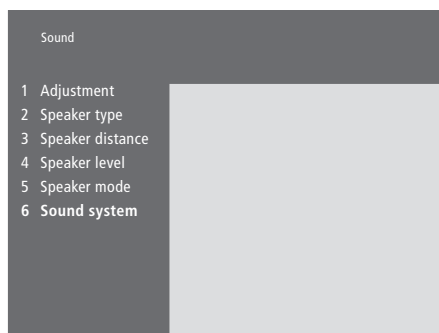 Sound
1 Adjustment
2 Speaker type
3 Speaker distance
4 Speaker level
5 Speaker mode
6 Sound system